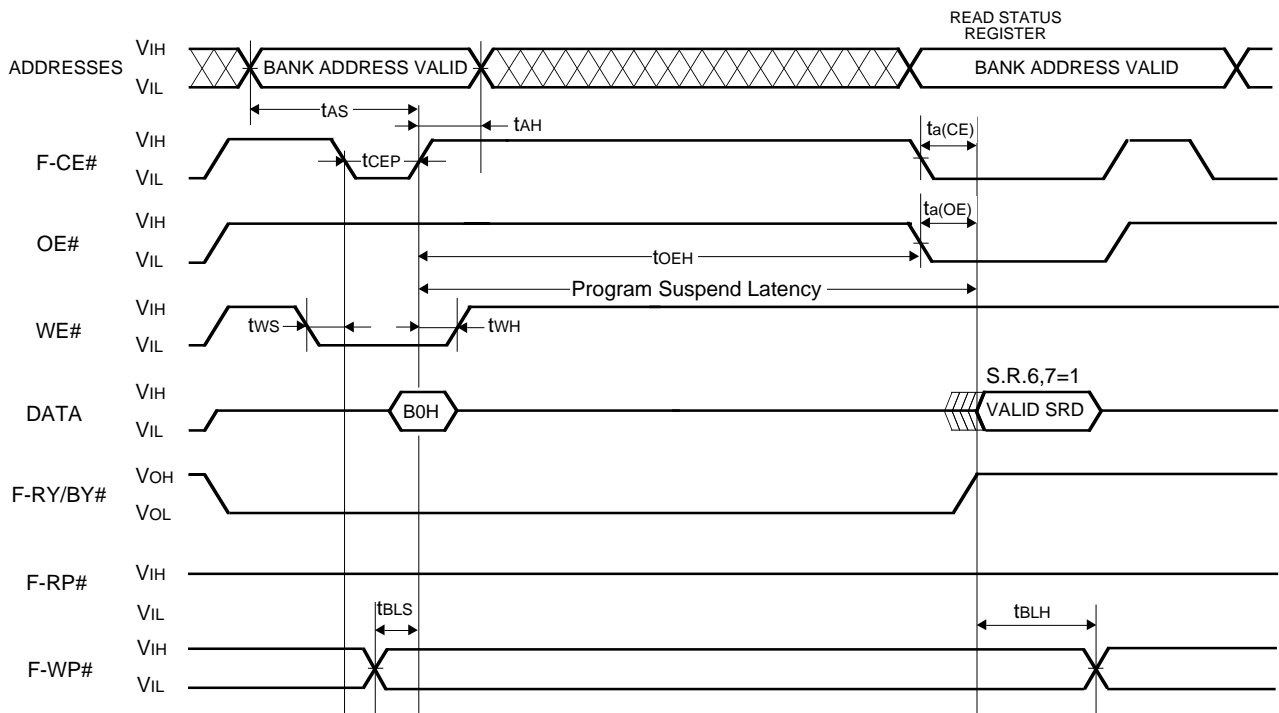 READ STATUS
REGISTER
ADDRESSES
VIH
VIL
BANK ADDRESS VALID
BANK ADDRESS VALID
tAS
tAH
ta(CE)
F-CE#
VIH
VIL
tCEP
ta(OE)
OE#
VIH
VIL
tOEH
Program Suspend Latency
WE#
VIH
VIL
tWS
tWH
S.R.6,7=1
DATA
VIH
VIL
B0H
VALID SRD
F-RY/BY#
VOH
VOL
F-RP#
VIH
VIL
tBLS
tBLH
F-WP#
VIH
VIL